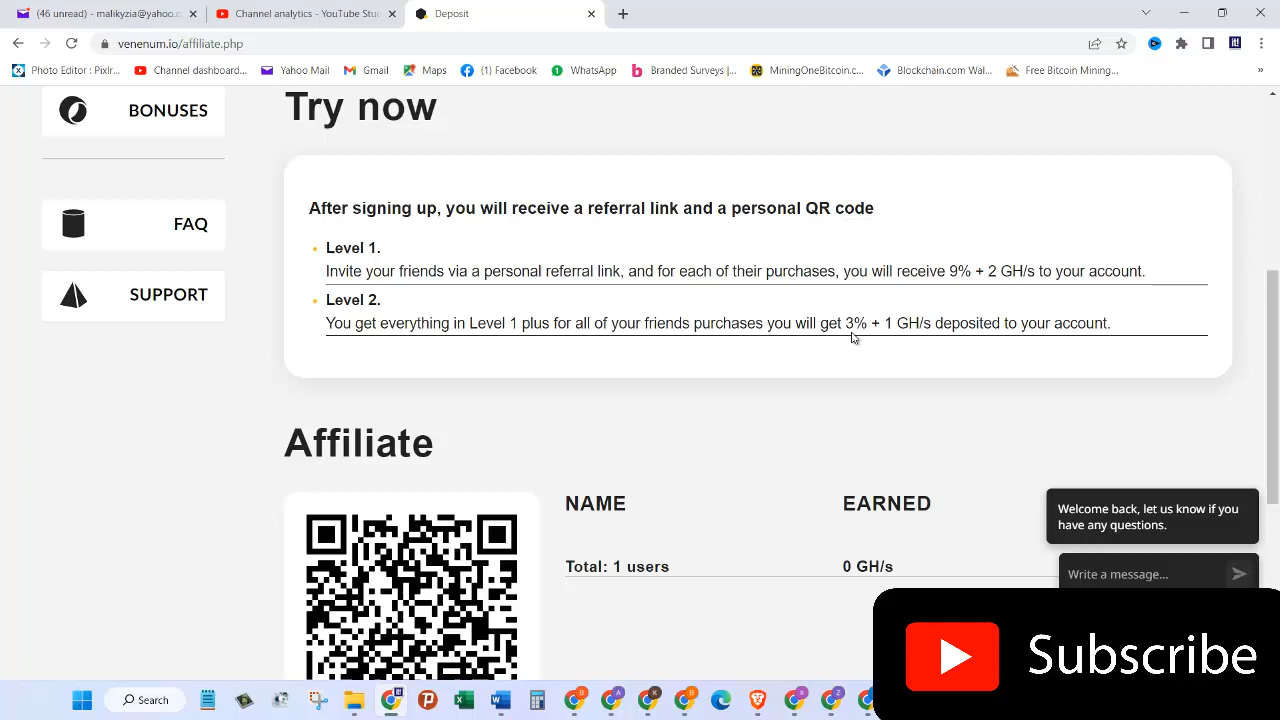 (46 unread) - malikyzia@yahoo.c
Channel analytics - YouTube Stu
Deposit
venenum.io/affiliate.php
Photo Editor : Pixlr...
Channel dashboard...
Yahoo Mail
Gmail
Maps
(1) Facebook
WhatsApp
Branded Surveys |...
MiningOneBitcoin.c...
Blockchain.com Wal...
Free Bitcoin Mining...
BONUSES
FAQ
SUPPORT
Try now
After signing up, you will receive a referral link and a personal QR code
Level 1.
Invite your friends via a personal referral link, and for each of their purchases, you will receive 9% + 2 GH/s to your account.
Level 2.
You get everything in Level 1 plus for all of your friends purchases you will get 3% + 1 GH/s deposited to your account.
Affiliate
NAME
EARNED
Total: 1 users
0 GH/s
Welcome back, let us know if you
have any questions.
Write a message...
Subscribe
Search